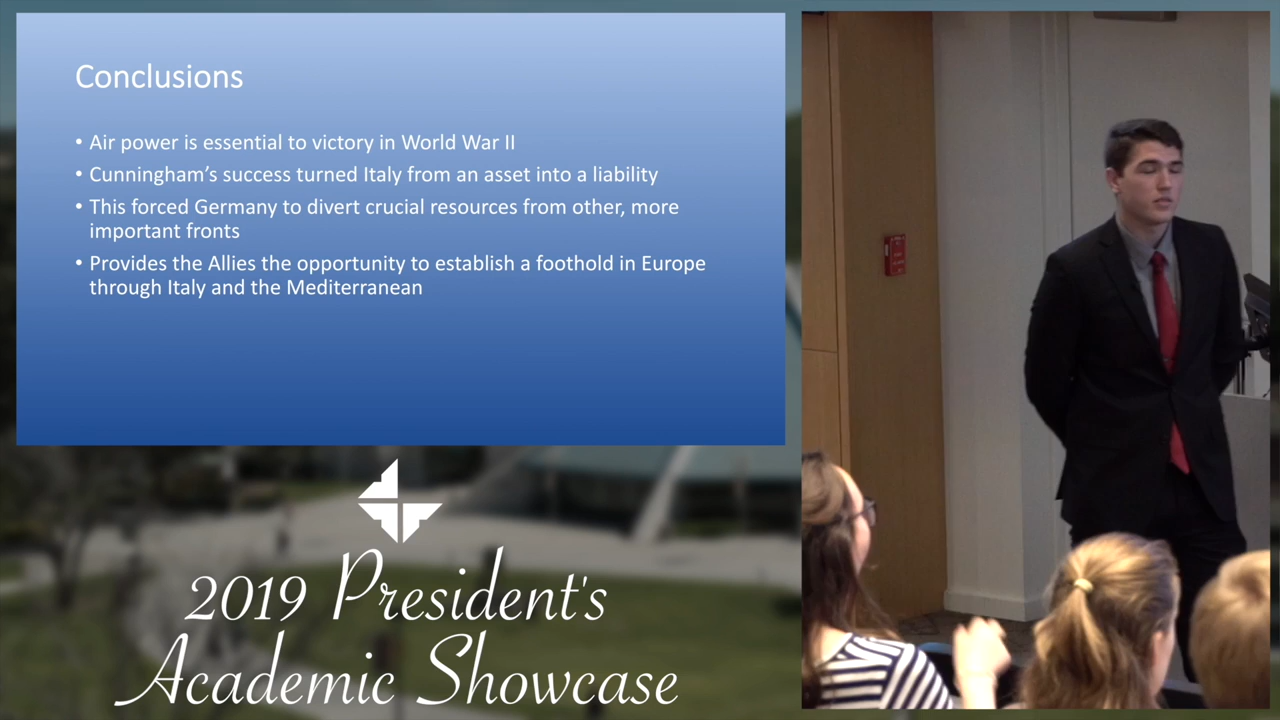 Conclusions
• Air power is essential to victory in World War II
• Cunningham’s success turned Italy from an asset into a liability
• This forced Germany to divert crucial resources from other, more
important fronts
• Provides the Allies the opportunity to establish a foothold in Europe
through Italy and the Mediterranean
2019 President's
Academic Showcase